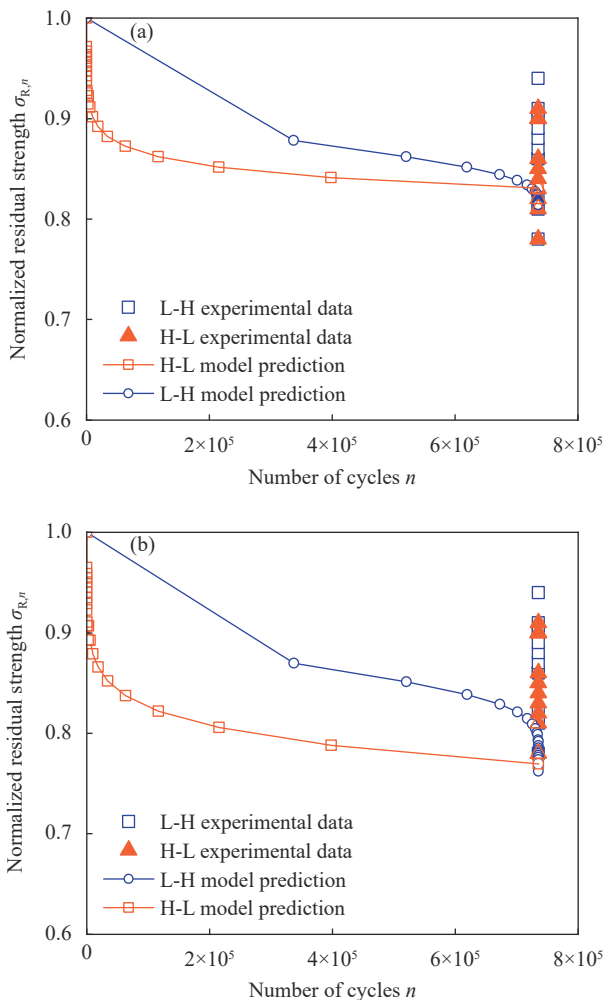 (a)
Normalized residual strength σR,n
1.0
0.9
0.8
0.7
0.6
L-H experimental data
H-L experimental data
H-L model prediction
L-H model prediction
0
2×10⁵
4×10⁵
6×10⁵
8×10⁵
Number of cycles n
(b)
Normalized residual strength σR,n
1.0
0.9
0.8
0.7
0.6
L-H experimental data
H-L experimental data
L-H model prediction
H-L model prediction
0
2×10⁵
4×10⁵
6×10⁵
8×10⁵
Number of cycles n